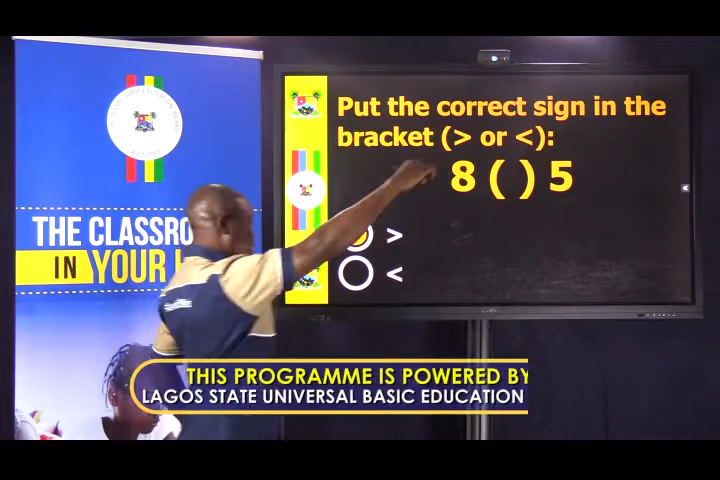 Put the correct sign in the
bracket (> or <):
8 ( ) 5
>
<
THE CLASSRO
IN YOUR
THIS PROGRAMME IS POWERED BY
LAGOS STATE UNIVERSAL BASIC EDUCATION